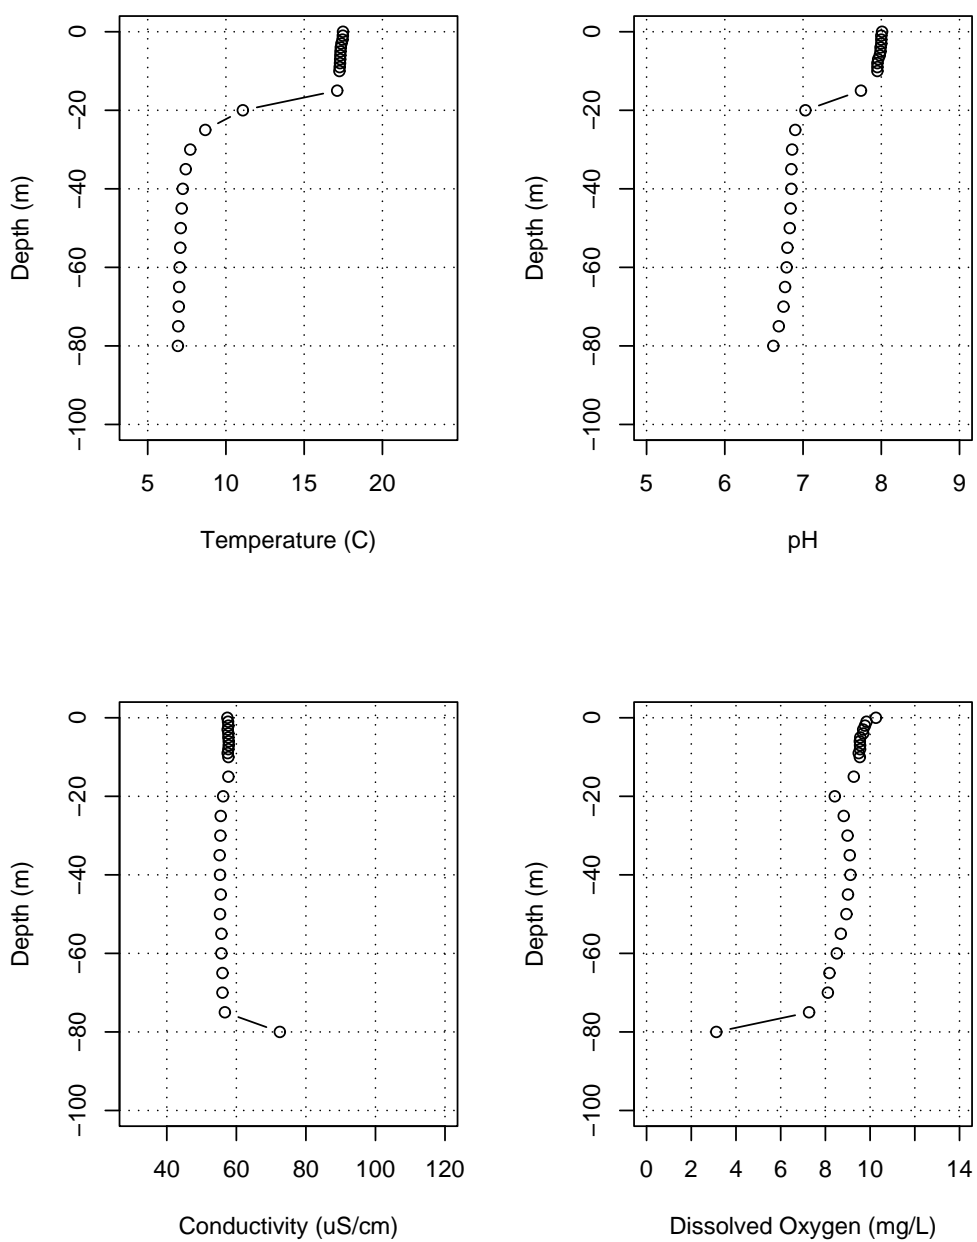 0
−20
−40
−60
−80
−100
Depth (m)
5 10 15 20
Temperature (C)
0
−20
−40
−60
−80
−100
Depth (m)
5 6 7 8 9
pH
0
−20
−40
−60
−80
−100
Depth (m)
40 60 80 100 120
Conductivity (uS/cm)
0
−20
−40
−60
−80
−100
Depth (m)
0 2 4 6 8 10 14
Dissolved Oxygen (mg/L)